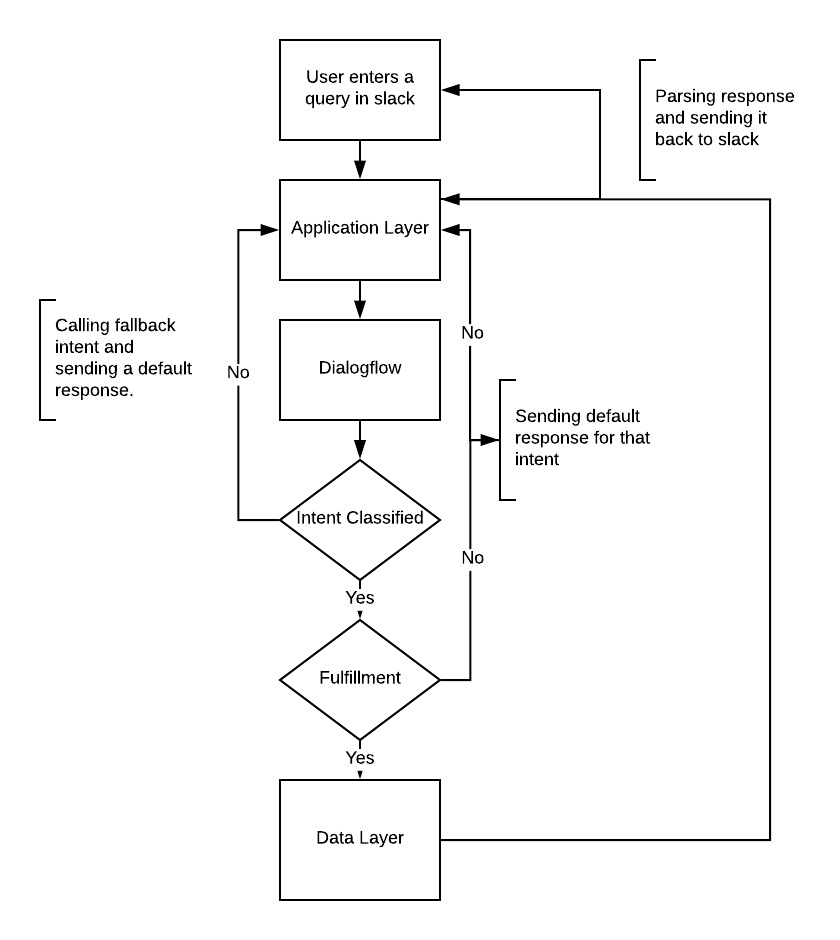 User enters a
query in slack
Parsing response
and sending it
back to slack
Application Layer
Calling fallback
intent and
sending a default
response.
No
No
Dialogflow
Sending default
response for that
intent
Intent Classified
No
Yes
Fulfillment
Yes
Data Layer